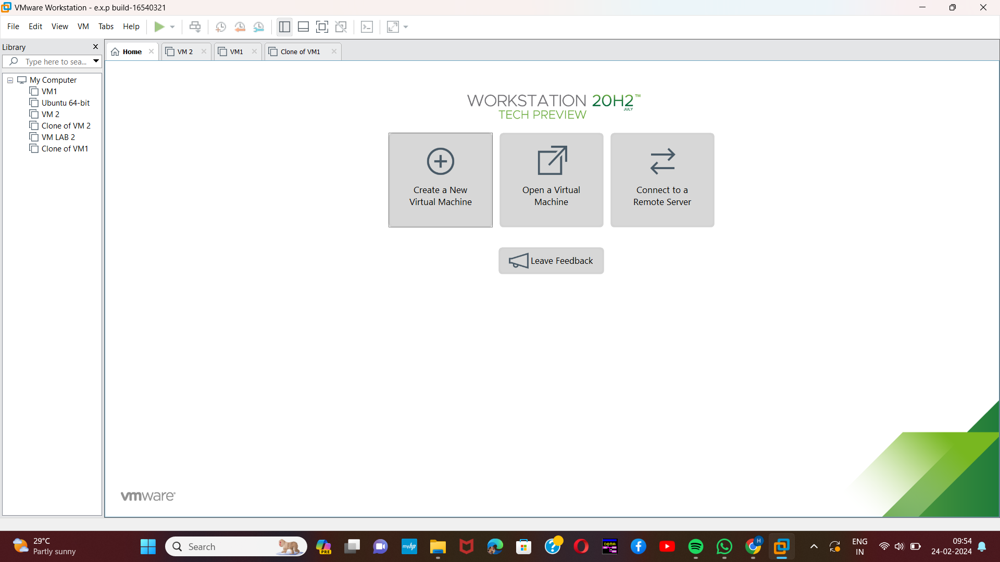 VMware Workstation - e.x.p build-16540321
File Edit View VM Tabs Help
Library
Type here to sea...
My Computer
VM1
Ubuntu 64-bit
VM 2
Clone of VM 2
VM LAB 2
Clone of VM1
Home
VM 2
VM1
Clone of VM1
WORKSTATION 20H2™
JULY
TECH PREVIEW
Create a New
Virtual Machine
Open a Virtual
Machine
Connect to a
Remote Server
Leave Feedback
vmware®
29°C
Partly sunny
Search
PRE
myhp
DATA
H
ENG
IN
09:54
24-02-2024